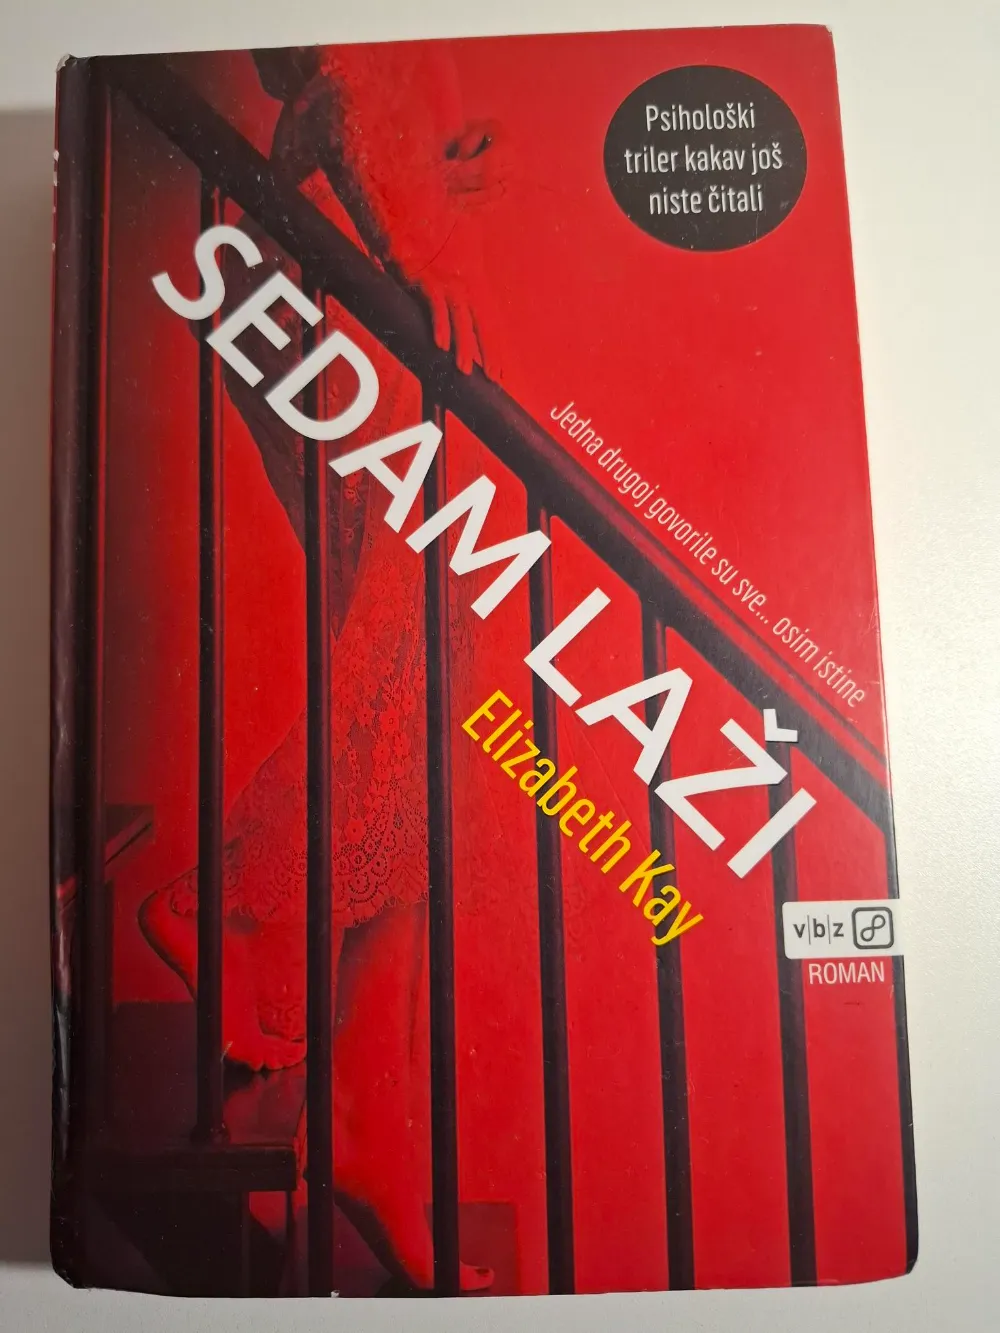 Psihološki
triler kakav još
niste čitali
SEDAM LAŽI
Jedna drugoj govorile su sve... osim istine
Elizabeth Kay
v|b|z
ROMAN